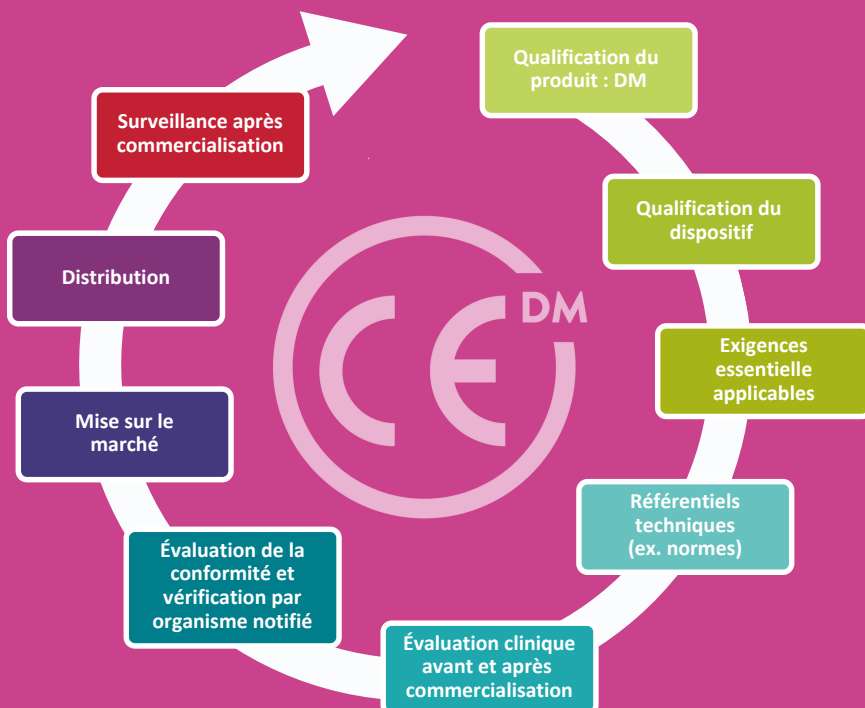 Qualification du
produit : DM
Qualification du
dispositif
Exigences
essentielle
applicables
Référentiels
techniques
(ex. normes)
Évaluation clinique
avant et après
commercialisation
Évaluation de la
conformité et
vérification par
organisme notifié
Mise sur le
marché
Distribution
Surveillance après
commercialisation
CE
DM